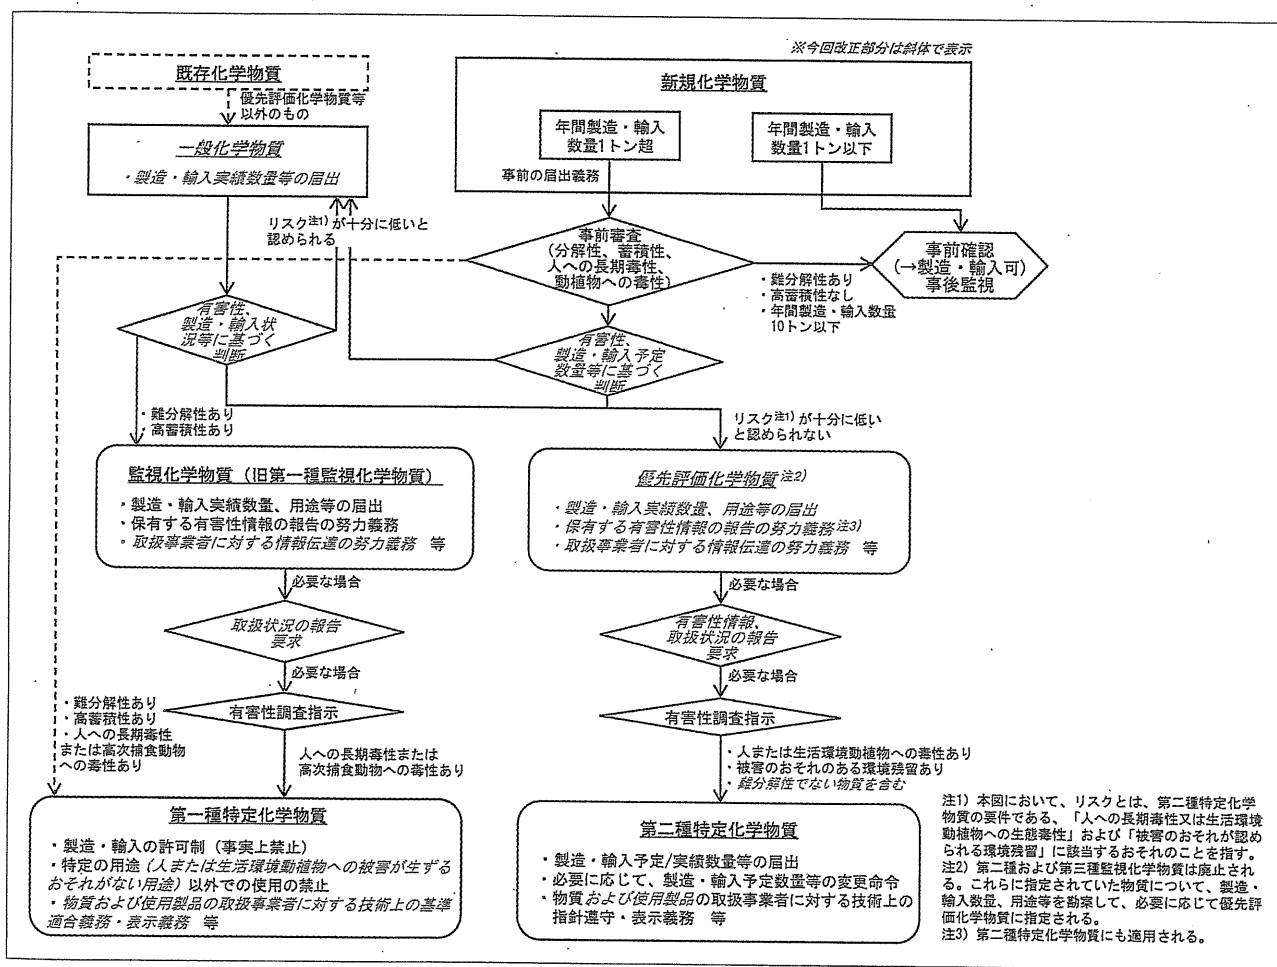 ※今回改正部分は斜体で表示
既存化学物質
優先評価化学物質等
以外のもの
一般化学物質
・製造・輸入実績数量等の届出
新規化学物質
年間製造・輸入
数量1トン超
年間製造・輸入
数量1トン以下
事前の届出義務
リスク注1)が十分に低いと
認められる
事前審査
(分解性、蓄積性、
人への長期毒性、
動植物への毒性)
事前確認
(→製造・輸入可)
事後監視
・難分解性あり
・高蓄積性なし
・年間製造・輸入数量
10トン以下
有害性、
製造・輸入状
況等に基づく
判断
有害性、
製造・輸入予定
数量等に基づく
判断
・難分解性あり
・高蓄積性あり
リスク注1)が十分に低い
と認められない
監視化学物質(旧第一種監視化学物質)
・製造・輸入実績数量、用途等の届出
・保有する有害性情報の報告の努力義務
・取扱事業者に対する情報伝達の努力義務 等
優先評価化学物質注2)
・製造・輸入実績数量、用途等の届出
・保有する有害性情報の報告の努力義務注3)
・取扱事業者に対する情報伝達の努力義務 等
必要な場合
取扱状況の報告
要求
必要な場合
有害性調査指示
必要な場合
有害性情報、
取扱状況の報告
要求
必要な場合
有害性調査指示
・難分解性あり
・高蓄積性あり
・人への長期毒性
または高次捕食動物
への毒性あり
人への長期毒性または
高次捕食動物への毒性あり
・人または生活環境動植物への毒性あり
・被害のおそれのある環境残留あり
・難分解性でない物質を含む
第一種特定化学物質
・製造・輸入の許可制(事実上禁止)
・特定の用途(人または生活環境動植物への被害が生ずる
おそれがない用途)以外での使用の禁止
・物質および使用製品の取扱事業者に対する技術上の基準
適合義務・表示義務 等
第二種特定化学物質
・製造・輸入予定/実績数量等の届出
・必要に応じて、製造・輸入予定数量等の変更命令
・物質および使用製品の取扱事業者に対する技術上の
指針遵守・表示義務 等
注1) 本図において、リスクとは、第二種特定化学
物質の要件である、「人への長期毒性又は生活環境
動植物への生態毒性」および「被害のおそれが認め
られる環境残留」に該当するおそれのことを指す。
注2) 第二種および第三種監視化学物質は廃止され
る。これらに指定されていた物質について、製造・
輸入数量、用途等を勘案して、必要に応じて優先評
価化学物質に指定される。
注3) 第二種特定化学物質にも適用される。